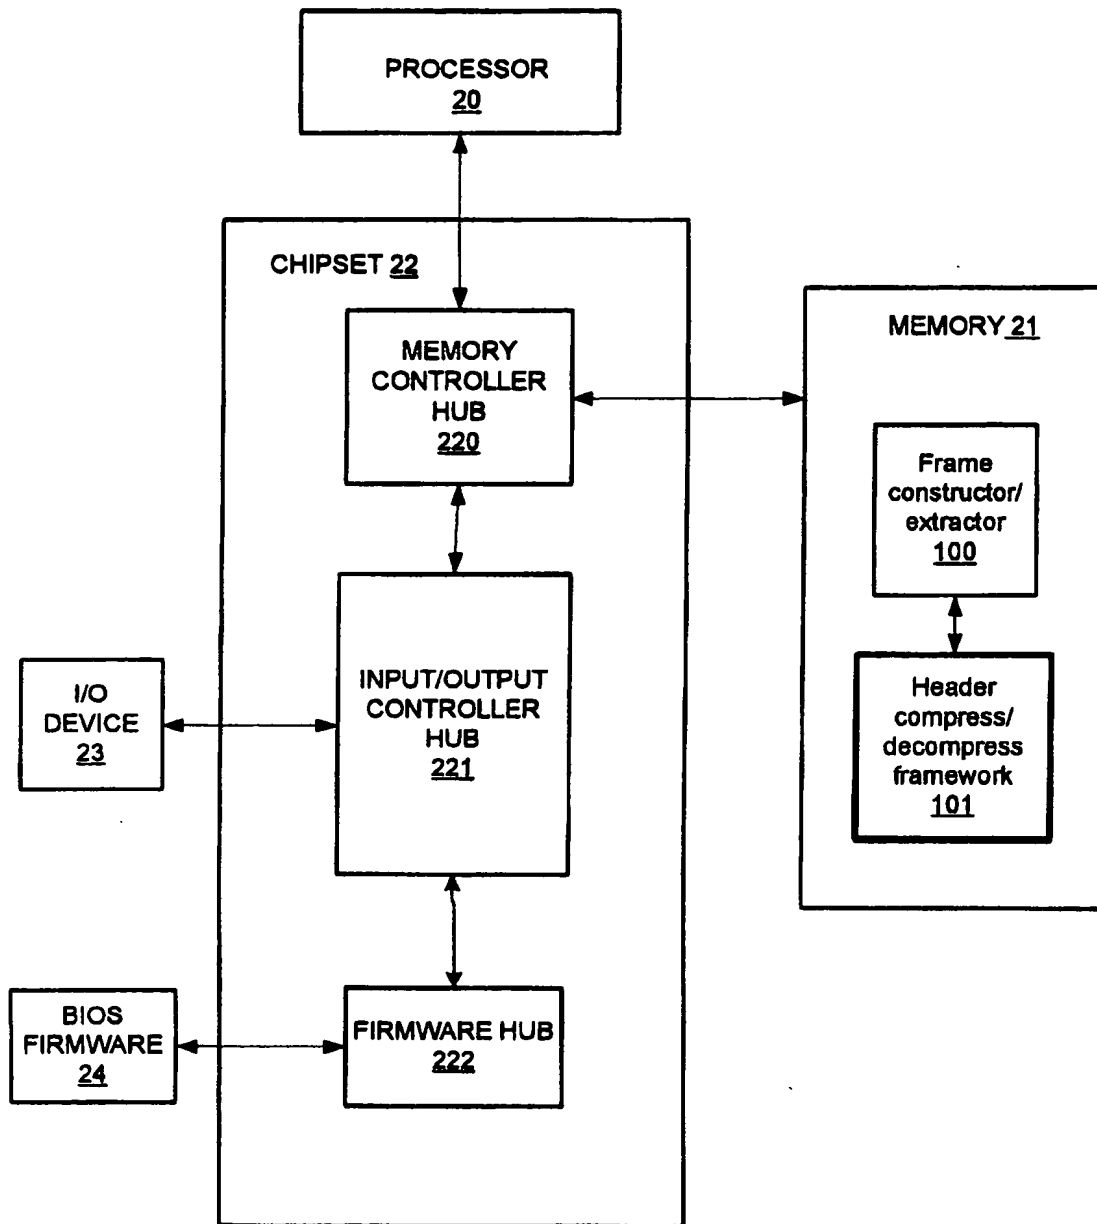 PROCESSOR
20
CHIPSET 22
MEMORY
CONTROLLER
HUB
220
MEMORY 21
Frame
constructor/
extractor
100
Header
compress/
decompress
framework
101
INPUT/OUTPUT
CONTROLLER
HUB
221
I/O
DEVICE
23
BIOS
FIRMWARE
24
FIRMWARE HUB
222